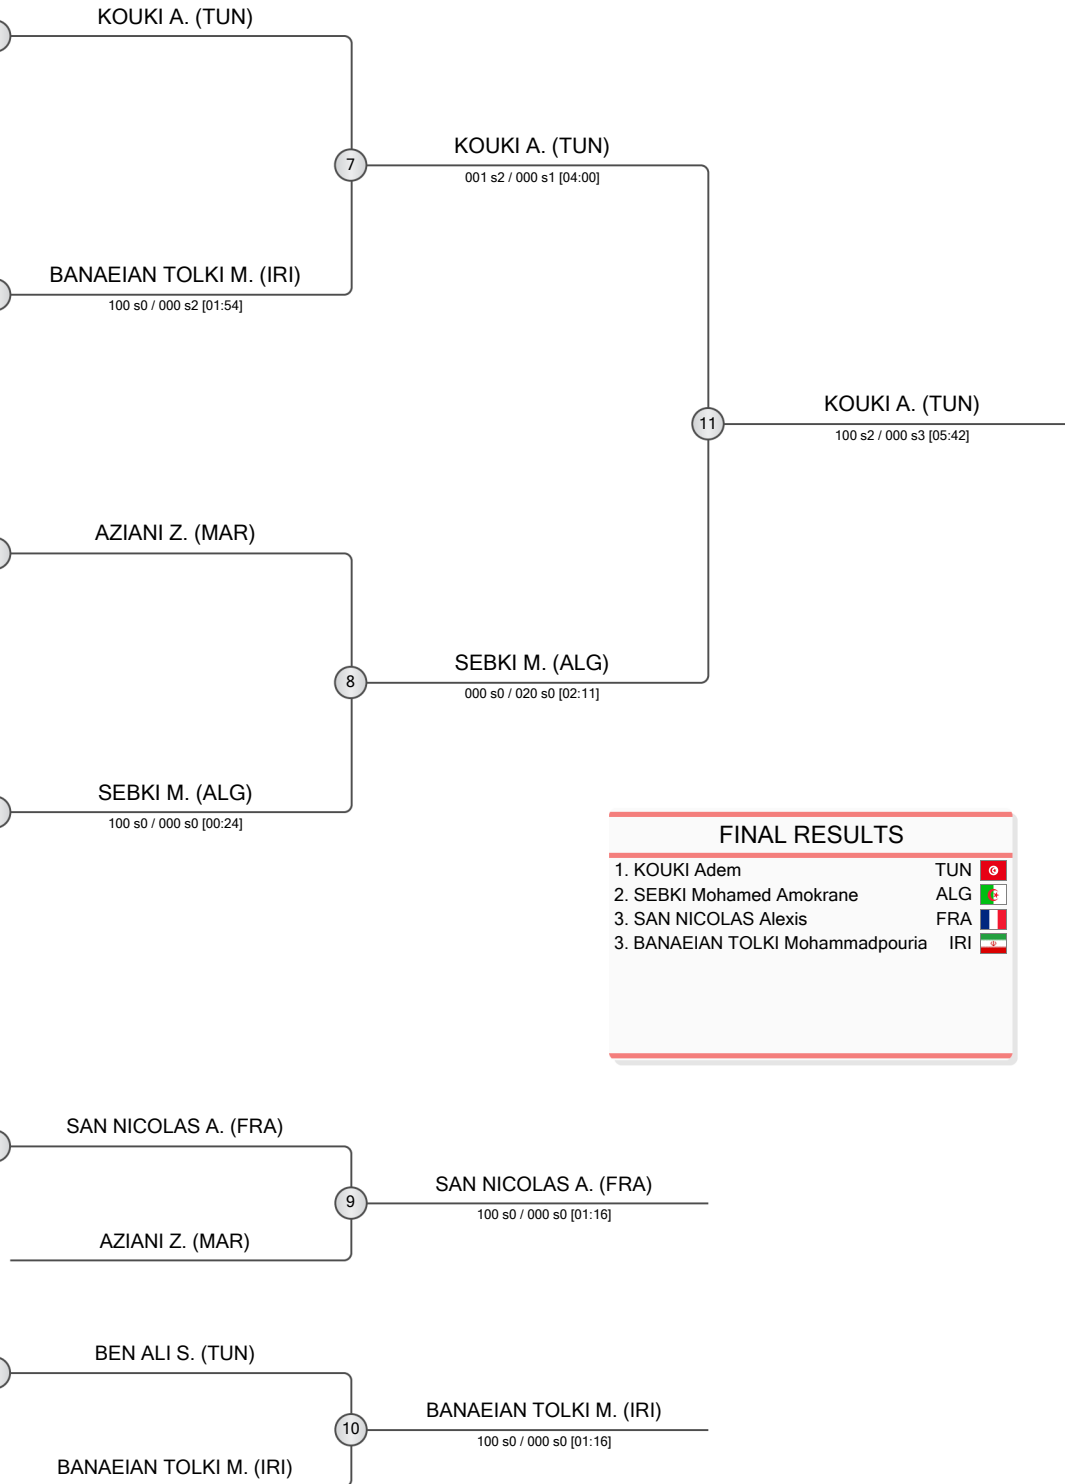 KOUKI A. (TUN)
7
KOUKI A. (TUN)
001 s2 / 000 s1 [04:00]
BANAEIAN TOLKI M. (IRI)
100 s0 / 000 s2 [01:54]
11
KOUKI A. (TUN)
100 s2 / 000 s3 [05:42]
AZIANI Z. (MAR)
8
SEBKI M. (ALG)
000 s0 / 020 s0 [02:11]
SEBKI M. (ALG)
100 s0 / 000 s0 [00:24]
FINAL RESULTS
1. KOUKI Adem TUN
2. SEBKI Mohamed Amokrane ALG
3. SAN NICOLAS Alexis FRA
3. BANAEIAN TOLKI Mohammadpouria IRI
SAN NICOLAS A. (FRA)
9
SAN NICOLAS A. (FRA)
100 s0 / 000 s0 [01:16]
AZIANI Z. (MAR)
BEN ALI S. (TUN)
10
BANAEIAN TOLKI M. (IRI)
100 s0 / 000 s0 [01:16]
BANAEIAN TOLKI M. (IRI)